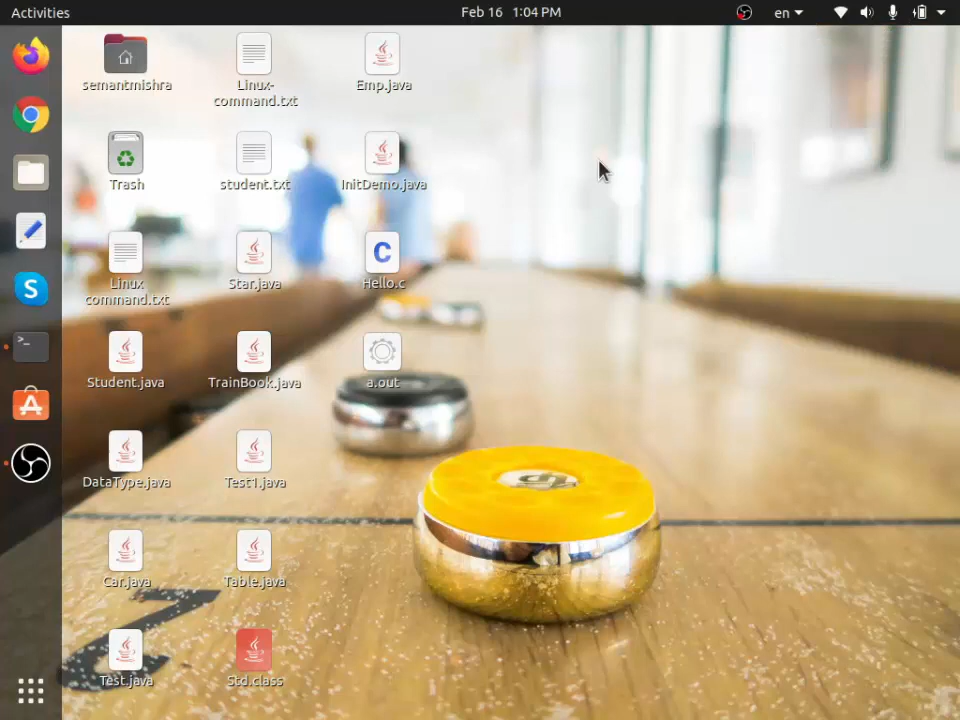 Activities
Feb 16 1:04 PM
en
semantmishra
Linux-
command.txt
Emp.java
Trash
student.txt
InitDemo.java
Linux
command.txt
Star.java
C
Hello.c
S
>_
Student.java
TrainBook.java
a.out
DataType.java
Test1.java
Car.java
Table.java
Test.java
Std.class
2